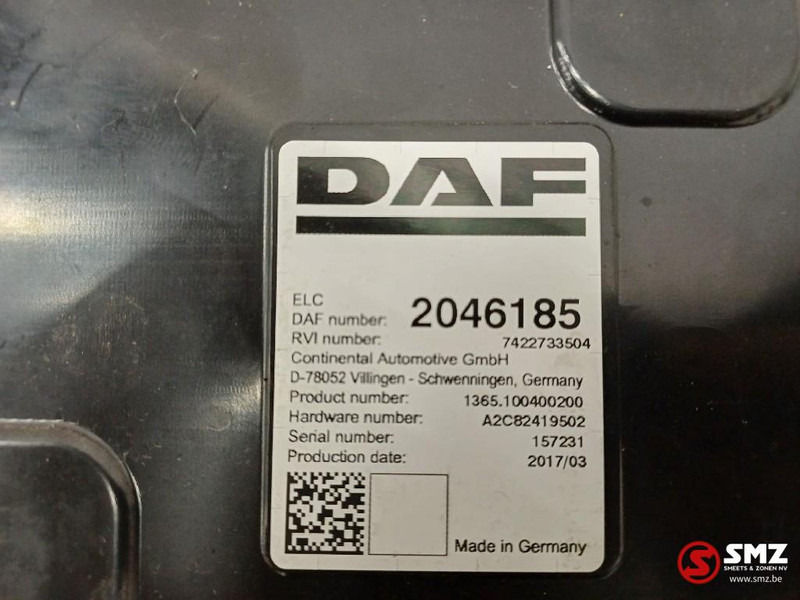 DAF
ELC
DAF number: 2046185
RVI number: 7422733504
Continental Automotive GmbH
D-78052 Villingen - Schwenningen, Germany
Product number: 1365.100400200
Hardware number: A2C82419502
Serial number: 157231
Production date: 2017/03
Made in Germany
SMZ
SMEETS & ZONEN NV
www.smz.be